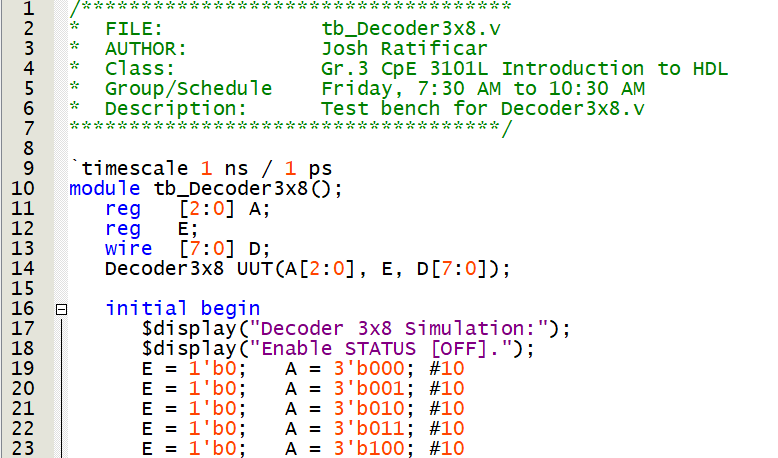 1 /************************************
2 * FILE: tb_Decoder3x8.v
3 * AUTHOR: Josh Ratificar
4 * Class: Gr.3 CpE 3101L Introduction to HDL
5 * Group/Schedule Friday, 7:30 AM to 10:30 AM
6 * Description: Test bench for Decoder3x8.v
7 ************************************/
8
9 `timescale 1 ns / 1 ps
10 module tb_Decoder3x8();
11 reg [2:0] A;
12 reg E;
13 wire [7:0] D;
14 Decoder3x8 UUT(A[2:0], E, D[7:0]);
15
16 initial begin
17 $display("Decoder 3x8 Simulation:");
18 $display("Enable STATUS [OFF].");
19 E = 1'b0; A = 3'b000; #10
20 E = 1'b0; A = 3'b001; #10
21 E = 1'b0; A = 3'b010; #10
22 E = 1'b0; A = 3'b011; #10
23 E = 1'b0; A = 3'b100; #10